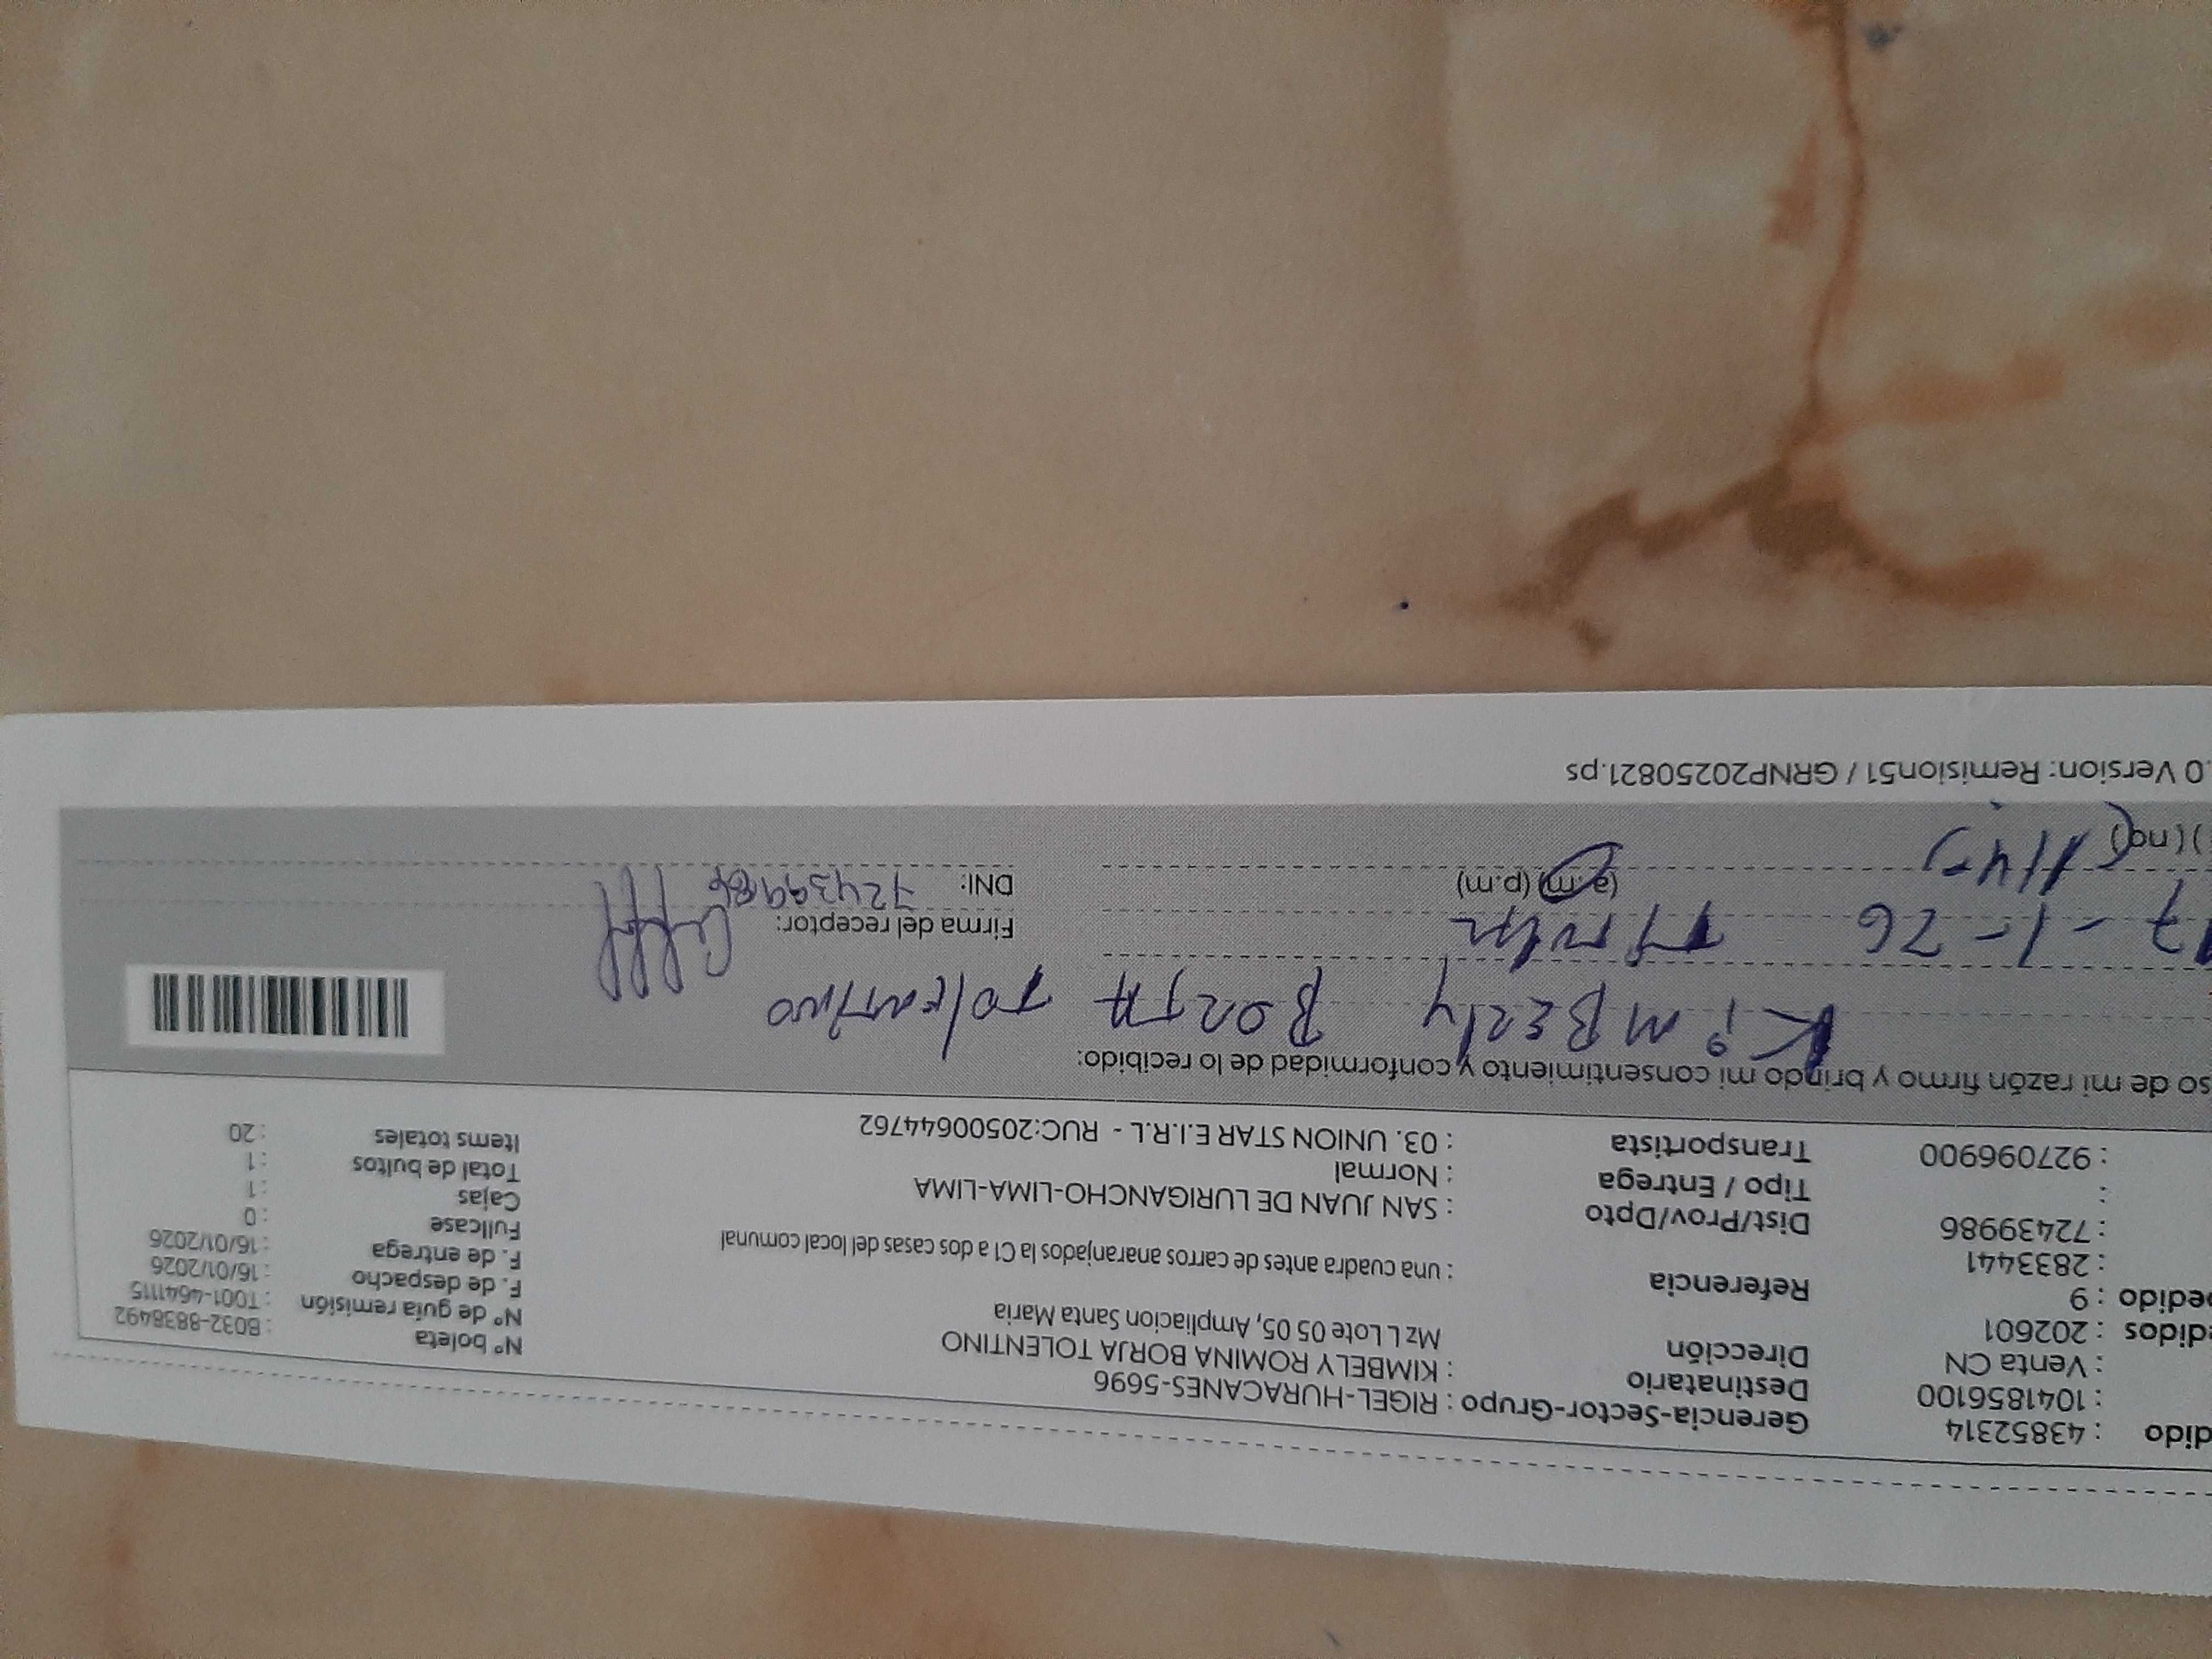 dido : 43852314 Gerencia-Sector-Grupo : RIGEL-HURACANES-5696
: 1041856100 Destinatario : KIMBELY ROMINA BORJA TOLENTINO Nº boleta : B032-8838492
: Venta CN Dirección Mz L Lote 05 05, Ampliacion Santa Maria Nº de guía remisión : T001-4641115
edidos : 202601 F. de despacho : 16/01/2026
pedido : 9 Referencia : una cuadra antes de carros anaranjados la C1 a dos casas del local comunal F. de entrega : 16/01/2026
: 2833441 Fullcase : 0
: 72439986 Dist/Prov/Dpto : SAN JUAN DE LURIGANCHO-LIMA-LIMA Cajas : 1
: Tipo / Entrega : Normal Total de bultos : 1
: 927096900 Transportista : 03. UNION STAR E.I.R.L - RUC:20500644762 Items totales : 20
so de mi razón firmo y brindo mi consentimiento y conformidad de lo recibido:
KiMBErly BORJA TOlENTINO
17-1-26 Firma del receptor:
(a.m) (p.m) DNI: 72439986
) (no)
.0 Version: Remision51 / GRNP20250821.ps